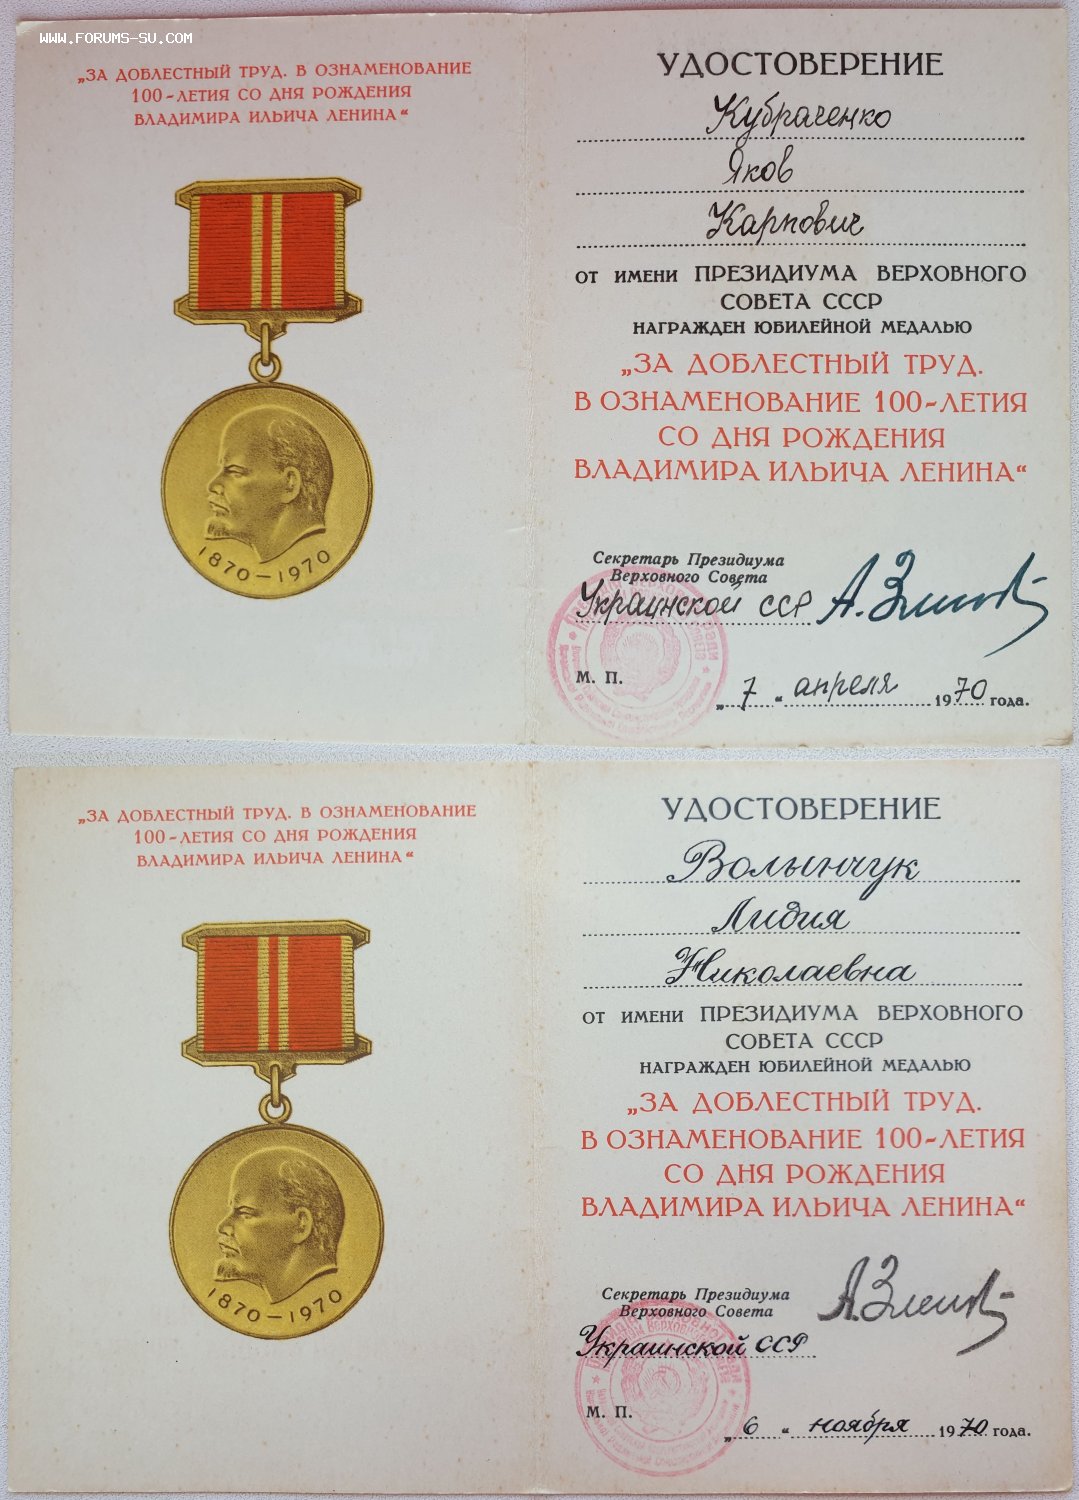 WWW.FORUMS-SU.COM
„ЗА ДОБЛЕСТНЫЙ ТРУД. В ОЗНАМЕНОВАНИЕ
100-ЛЕТИЯ СО ДНЯ РОЖДЕНИЯ
ВЛАДИМИРА ИЛЬИЧА ЛЕНИНА“
1870–1970
УДОСТОВЕРЕНИЕ
Кубраченко
Яков
Карпович
ОТ ИМЕНИ ПРЕЗИДИУМА ВЕРХОВНОГО
СОВЕТА СССР
НАГРАЖДЕН ЮБИЛЕЙНОЙ МЕДАЛЬЮ
„ЗА ДОБЛЕСТНЫЙ ТРУД.
В ОЗНАМЕНОВАНИЕ 100-ЛЕТИЯ
СО ДНЯ РОЖДЕНИЯ
ВЛАДИМИРА ИЛЬИЧА ЛЕНИНА“
Секретарь Президиума
Верховного Совета
Украинской ССР
М. П.
„7“ апреля 1970 года.
„ЗА ДОБЛЕСТНЫЙ ТРУД. В ОЗНАМЕНОВАНИЕ
100-ЛЕТИЯ СО ДНЯ РОЖДЕНИЯ
ВЛАДИМИРА ИЛЬИЧА ЛЕНИНА“
1870–1970
УДОСТОВЕРЕНИЕ
Волынчук
Лидия
Николаевна
ОТ ИМЕНИ ПРЕЗИДИУМА ВЕРХОВНОГО
СОВЕТА СССР
НАГРАЖДЕН ЮБИЛЕЙНОЙ МЕДАЛЬЮ
„ЗА ДОБЛЕСТНЫЙ ТРУД.
В ОЗНАМЕНОВАНИЕ 100-ЛЕТИЯ
СО ДНЯ РОЖДЕНИЯ
ВЛАДИМИРА ИЛЬИЧА ЛЕНИНА“
Секретарь Президиума
Верховного Совета
Украинской ССР
М. П.
„6“ ноября 1970 года.